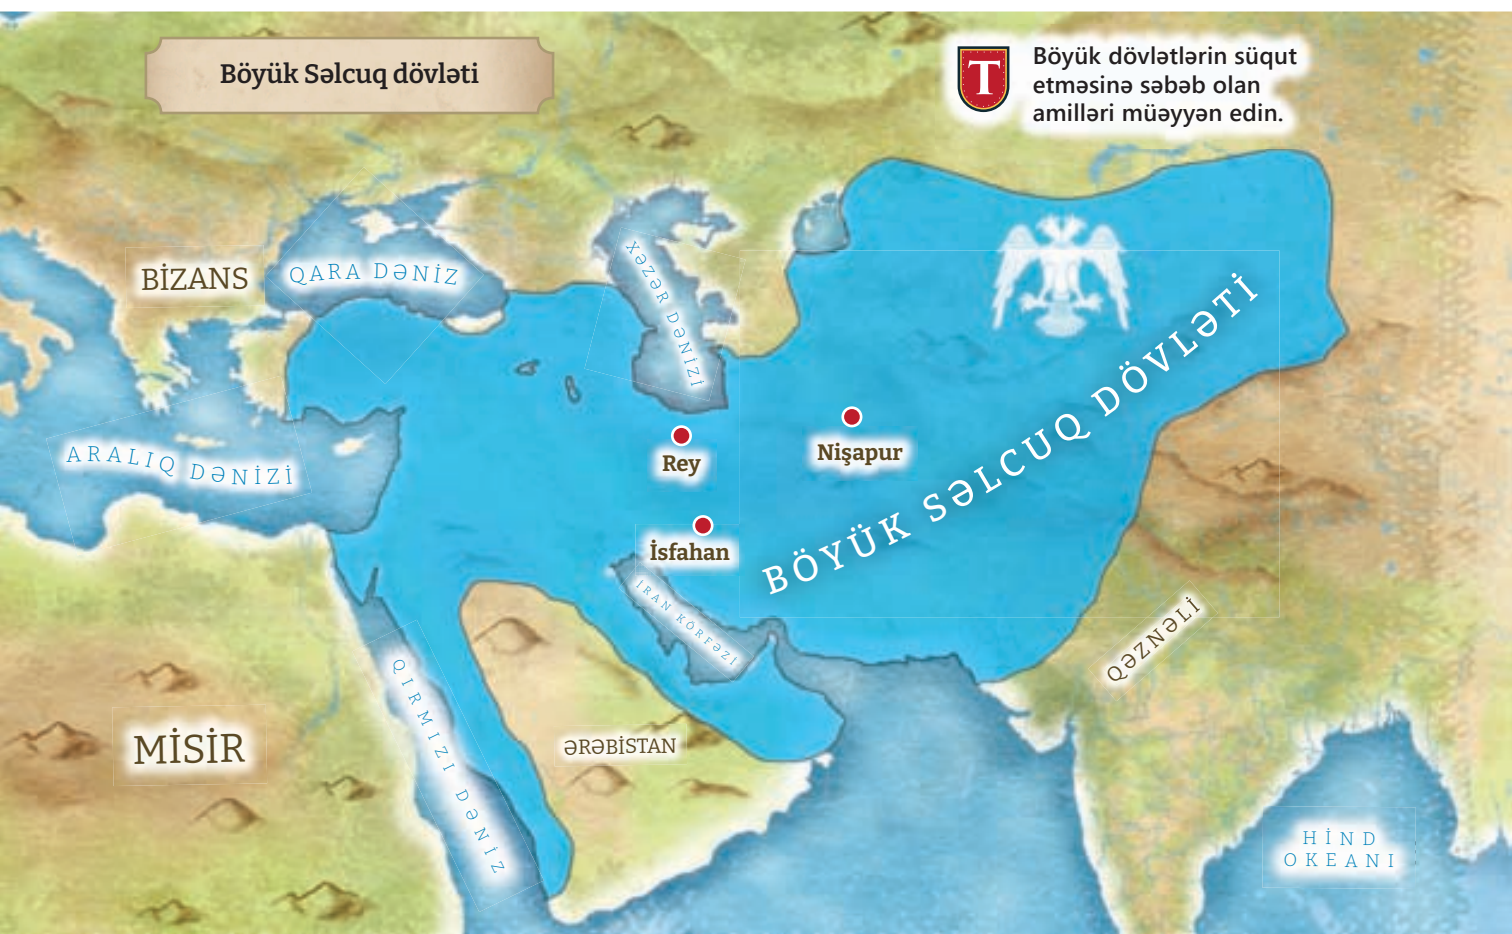 Böyük Səlcuq dövləti
T
Böyük dövlətlərin süqut
etməsinə səbəb olan
amilləri müəyyən edin.
BİZANS
QARA DƏNİZ
XƏZƏR DƏNİZİ
ARALIQ DƏNİZİ
Rey
Nişapur
İsfahan
BÖYÜK SƏLCUQ DÖVLƏTİ
İRAN KÖRFƏZİ
QƏZNƏLİ
QIRMIZI DƏNİZ
MİSİR
ƏRƏBİSTAN
HİND
OKEANI